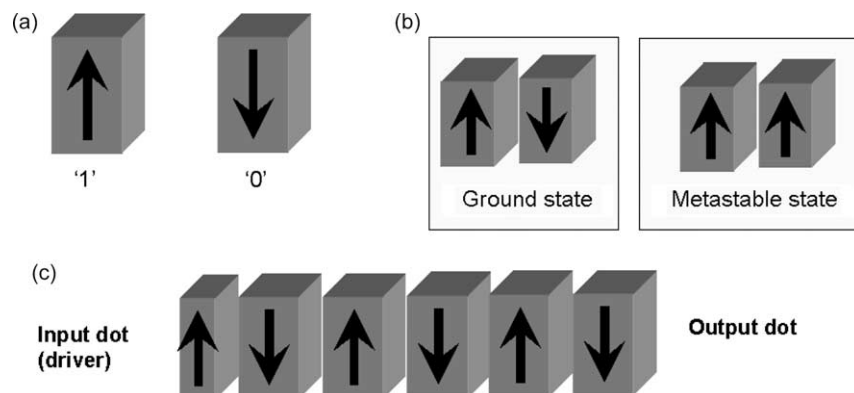 (a)
‘1’
‘0’
(b)
Ground state
Metastable state
(c)
Input dot
(driver)
Output dot